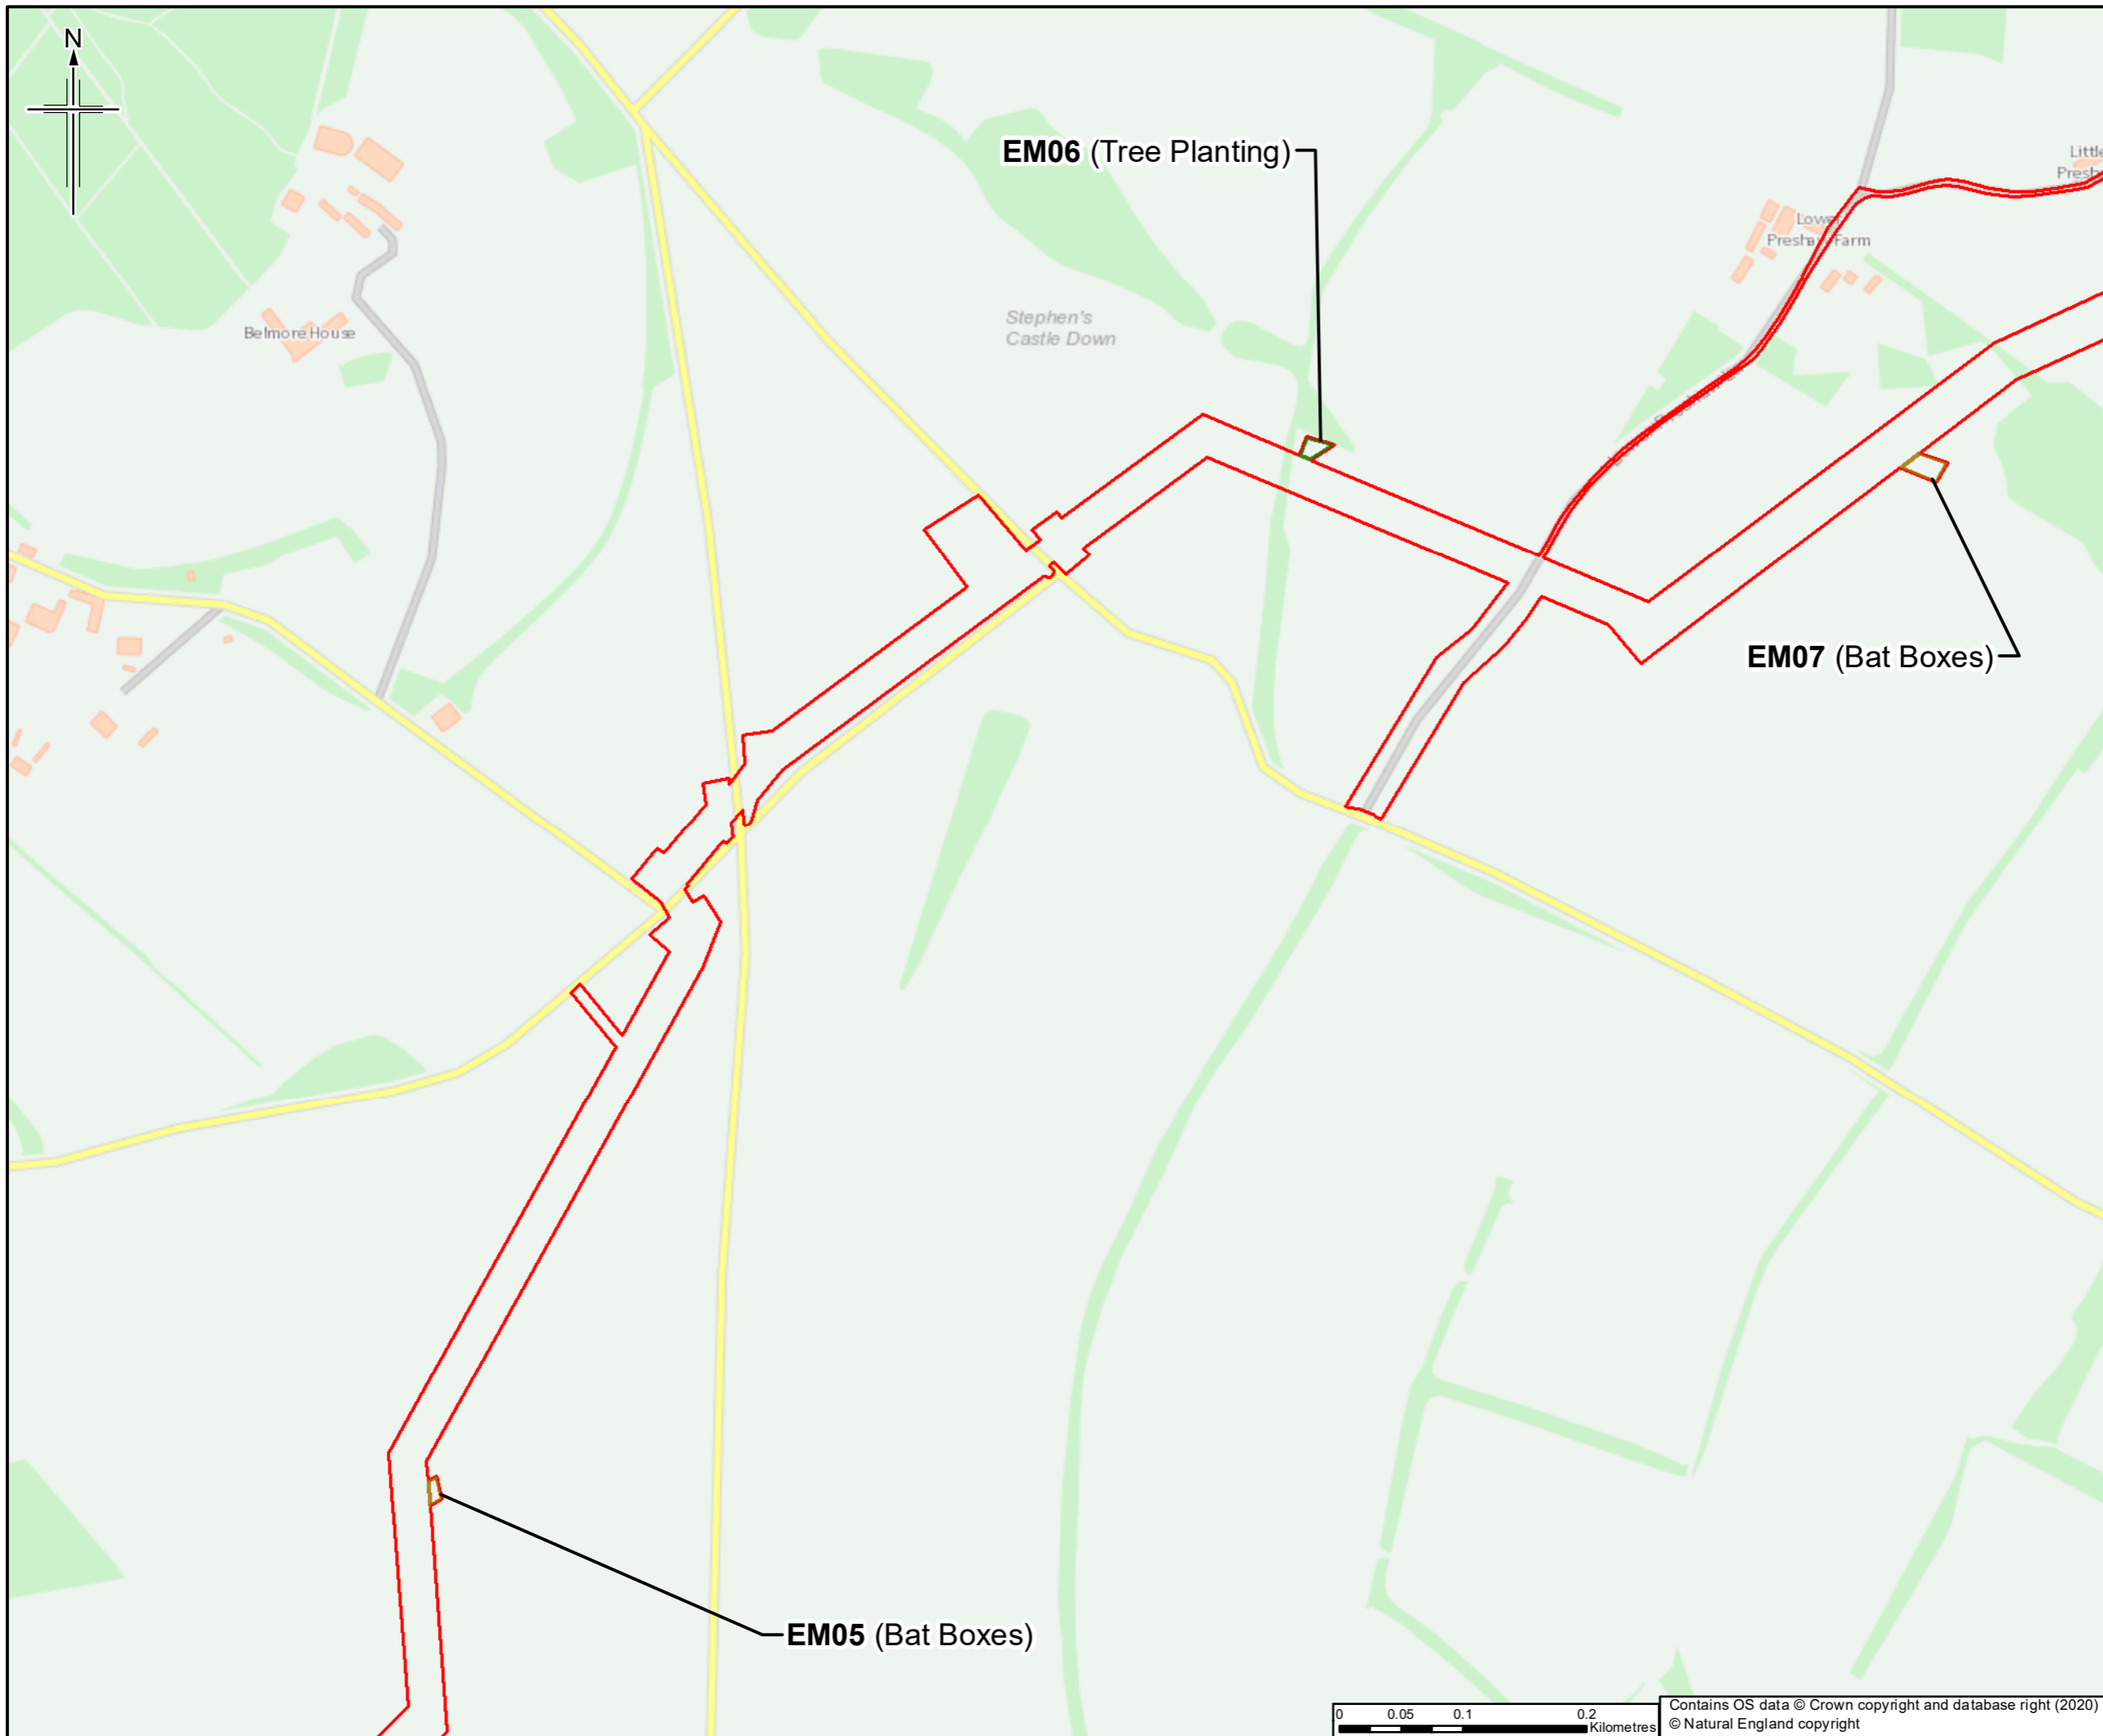 N
EM06 (Tree Planting)
Little
Lower
Farm
Belmore House
Stephen's
Castle Down
EM07 (Bat Boxes)
EM05 (Bat Boxes)
0 0.05 0.1 0.2
Kilometres
Contains OS data © Crown copyright and database right (2020)
© Natural England copyright